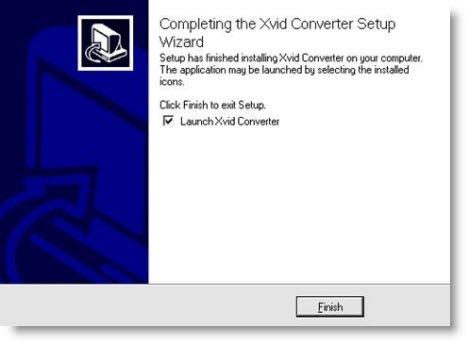 Completing the Xvid Converter Setup
Wizard
Setup has finished installing Xvid Converter on your computer.
The application may be launched by selecting the installed
icons.
Click Finish to exit Setup.
Launch Xvid Converter
Finish